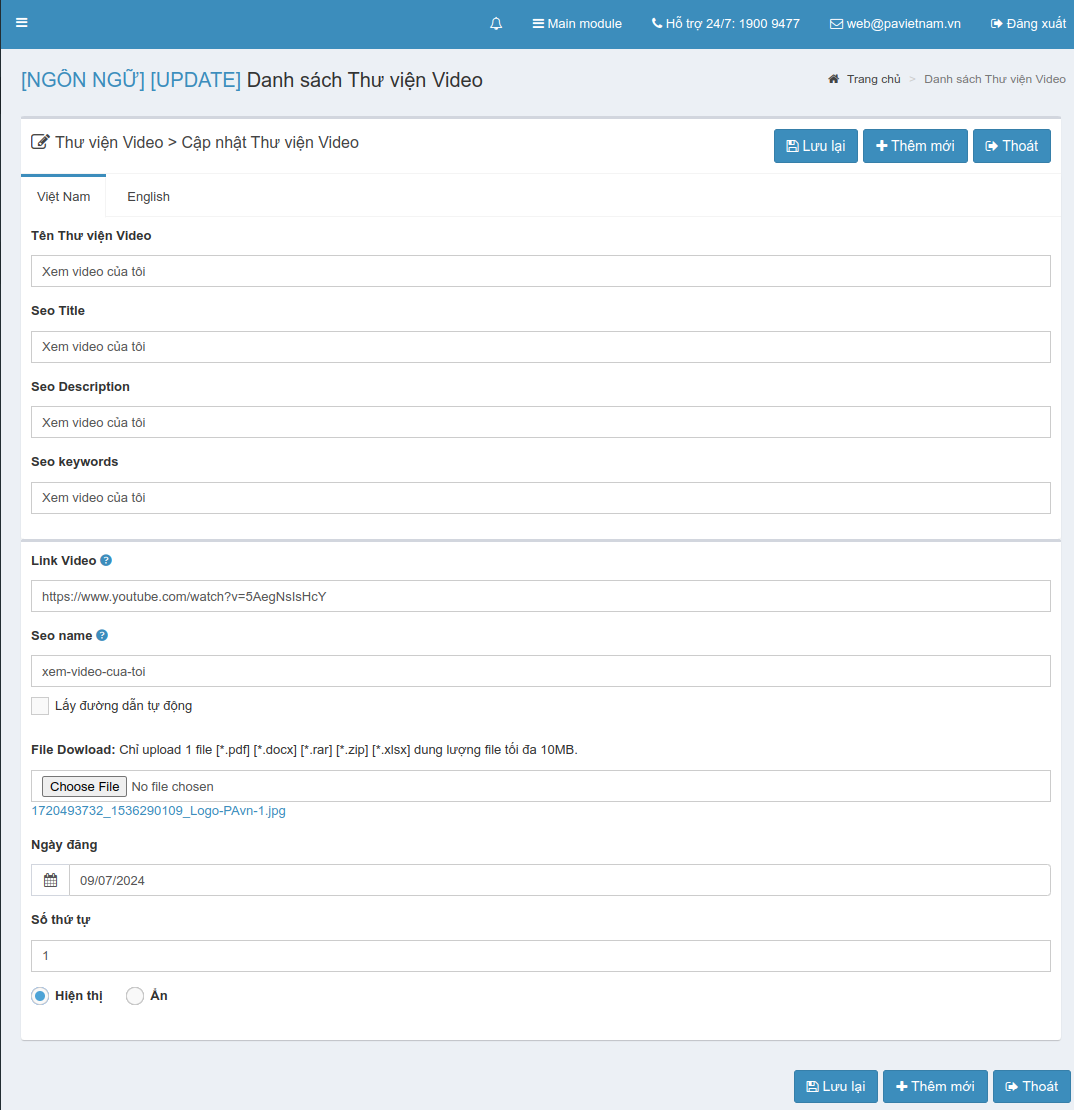 Main module
Hỗ trợ 24/7: 1900 9477
web@pavietnam.vn
Đăng xuất
[NGÔN NGỮ] [UPDATE] Danh sách Thư viện Video
Trang chủ > Danh sách Thư viện Video
Thư viện Video > Cập nhật Thư viện Video
Lưu lại
Thêm mới
Thoát
Việt Nam
English
Tên Thư viện Video
Xem video của tôi
Seo Title
Xem video của tôi
Seo Description
Xem video của tôi
Seo keywords
Xem video của tôi
Link Video
https://www.youtube.com/watch?v=5AegNsIsHcY
Seo name
xem-video-cua-toi
Lấy đường dẫn tự động
File Dowload: Chỉ upload 1 file [*.pdf] [*.docx] [*.rar] [*.zip] [*.xlsx] dung lượng file tối đa 10MB.
Choose File No file chosen
1720493732_1536290109_Logo-PAvn-1.jpg
Ngày đăng
09/07/2024
Số thứ tự
1
Hiện thị
Ẩn
Lưu lại
Thêm mới
Thoát